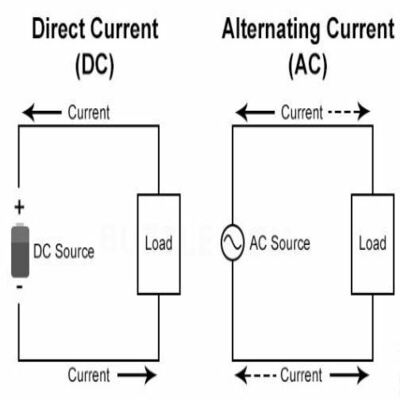 Direct Current
(DC)
Alternating Current
(AC)
Current
Current
+
DC Source
-
Load
AC Source
Load
Current
Current